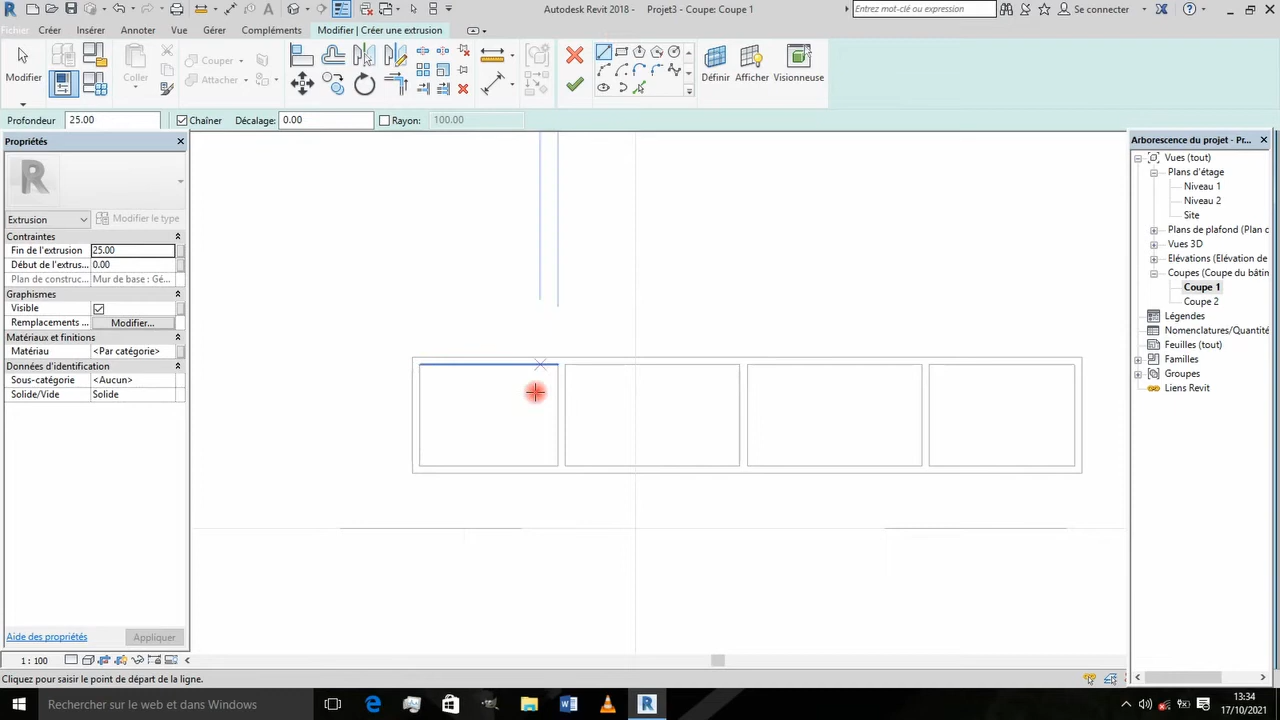 Autodesk Revit 2018 - Projet3 - Coupe: Coupe 1
Entrez mot-clé ou expression
Se connecter
Fichier Créer Insérer Annoter Vue Gérer Compléments Modifier | Créer une extrusion
Modifier
Coller
Couper
Attacher
Définir Afficher Visionneuse
Profondeur 25.00 Chaîner Décalage: 0.00 Rayon: 100.00
Propriétés
Extrusion Modifier le type
Contraintes
Fin de l'extrusion 25.00
Début de l'extrus... 0.00
Plan de construc... Mur de base : Gé...
Graphismes
Visible
Remplacements ... Modifier...
Matériaux et finitions
Matériau <Par catégorie>
Données d'identification
Sous-catégorie <Aucun>
Solide/Vide Solide
Aide des propriétés Appliquer
Arborescence du projet - Pr...
Vues (tout)
Plans d'étage
Niveau 1
Niveau 2
Site
Plans de plafond (Plan c
Vues 3D
Elévations (Elévation de
Coupes (Coupe du bâtin
Coupe 1
Coupe 2
Légendes
Nomenclatures/Quantité
Feuilles (tout)
Familles
Groupes
Liens Revit
1 : 100
Cliquez pour saisir le point de départ de la ligne.
Rechercher sur le web et dans Windows
13:34
17/10/2021